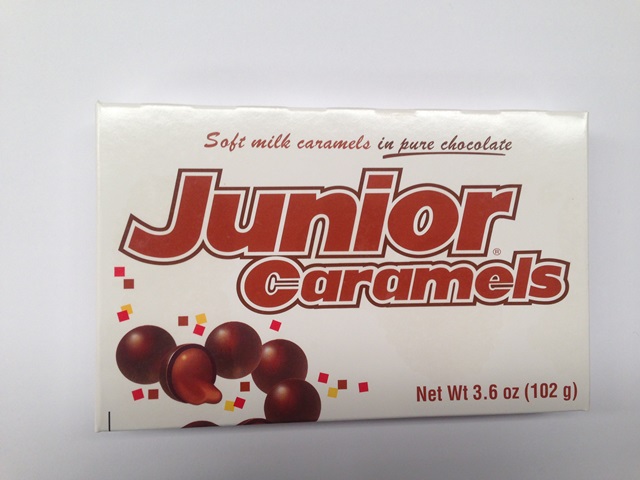 Soft milk caramels in pure chocolate
Junior®
Caramels
Net Wt 3.6 oz (102 g)